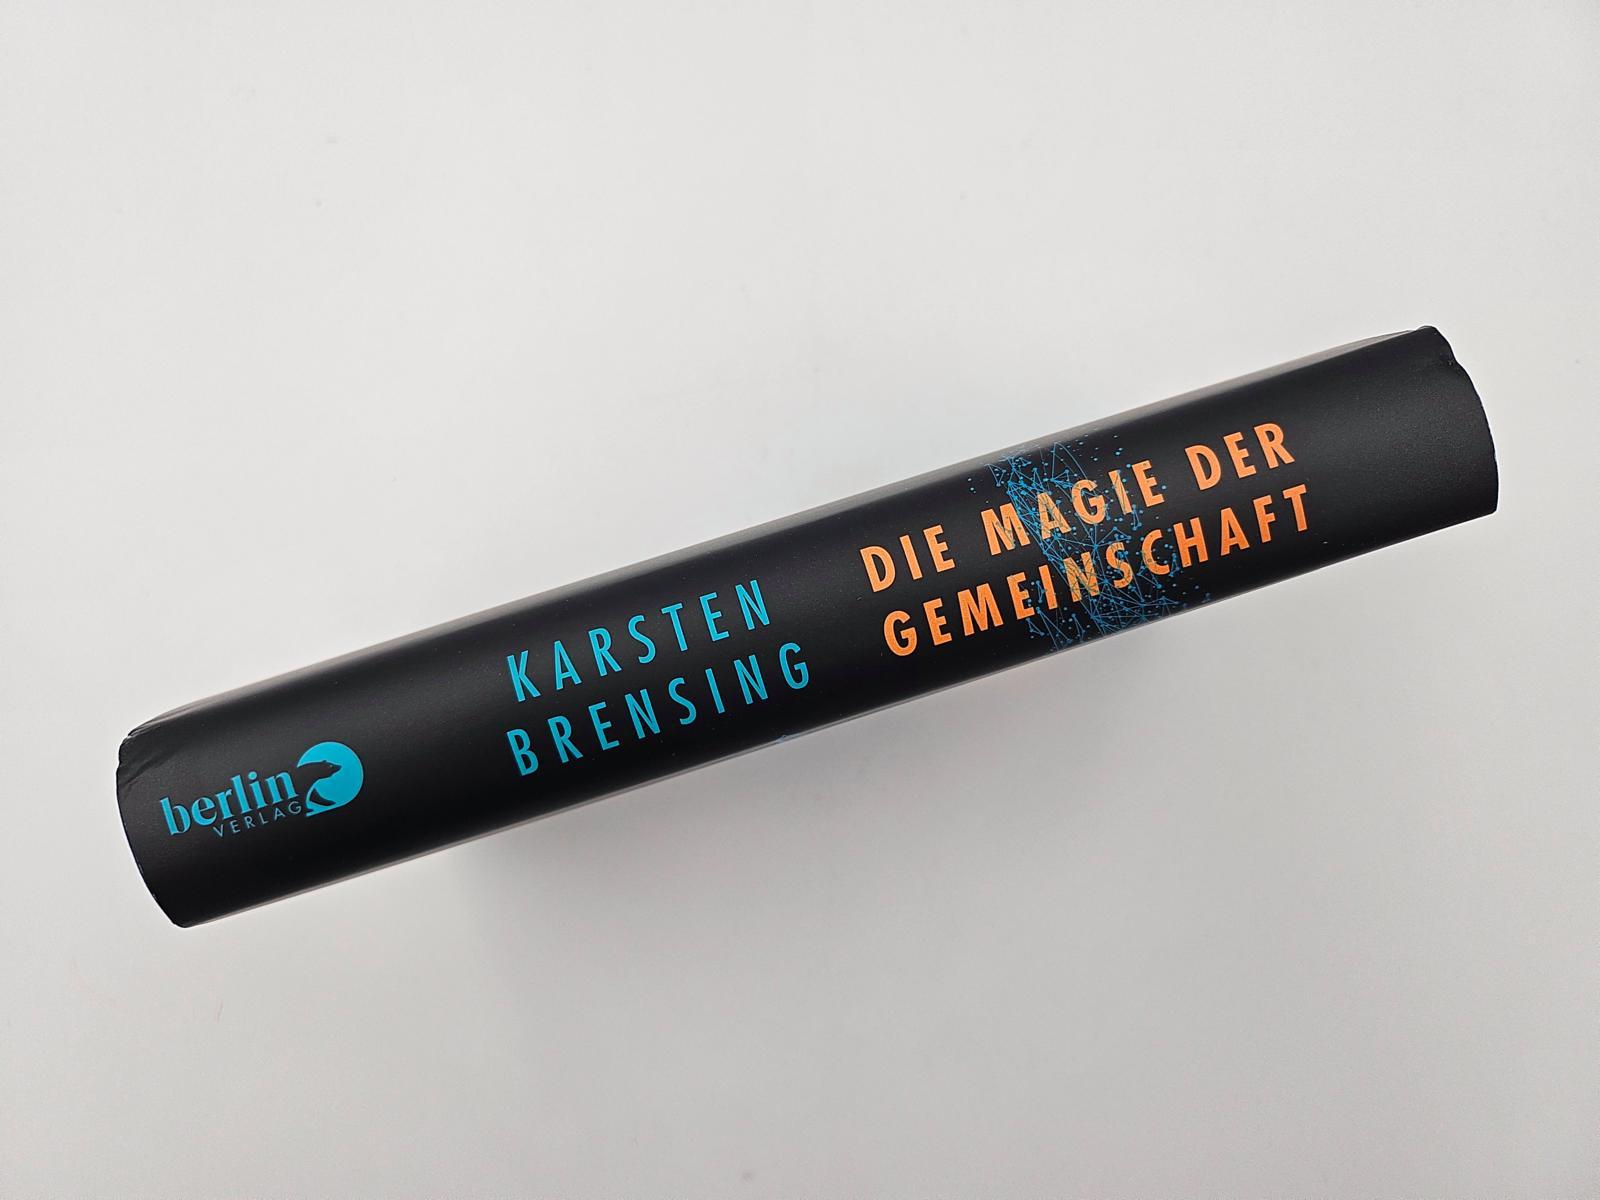 berlin
VERLAG
KARSTEN
BRENSING
DIE MAGIE DER
GEMEINSCHAFT